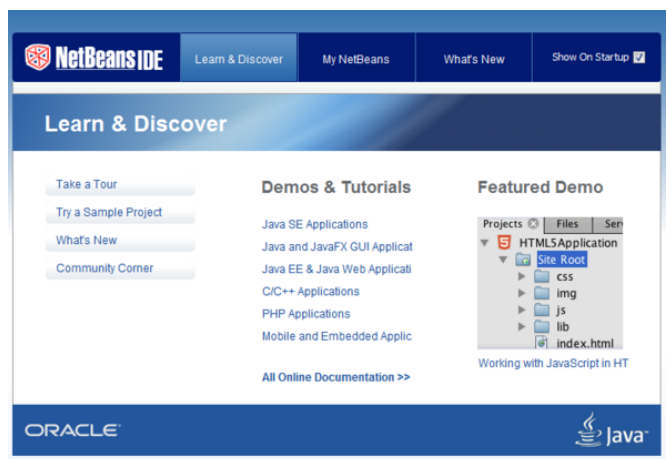 NetBeans IDE
Learn & Discover
My NetBeans
What's New
Show On Startup
Learn & Discover
Take a Tour
Try a Sample Project
What's New
Community Corner
Demos & Tutorials
Java SE Applications
Java and JavaFX GUI Applicat
Java EE & Java Web Applicati
C/C++ Applications
PHP Applications
Mobile and Embedded Applic
All Online Documentation >>
Featured Demo
Projects Files Ser
HTML5Application
Site Root
css
img
js
lib
index.html
Working with JavaScript in HT
ORACLE
Java